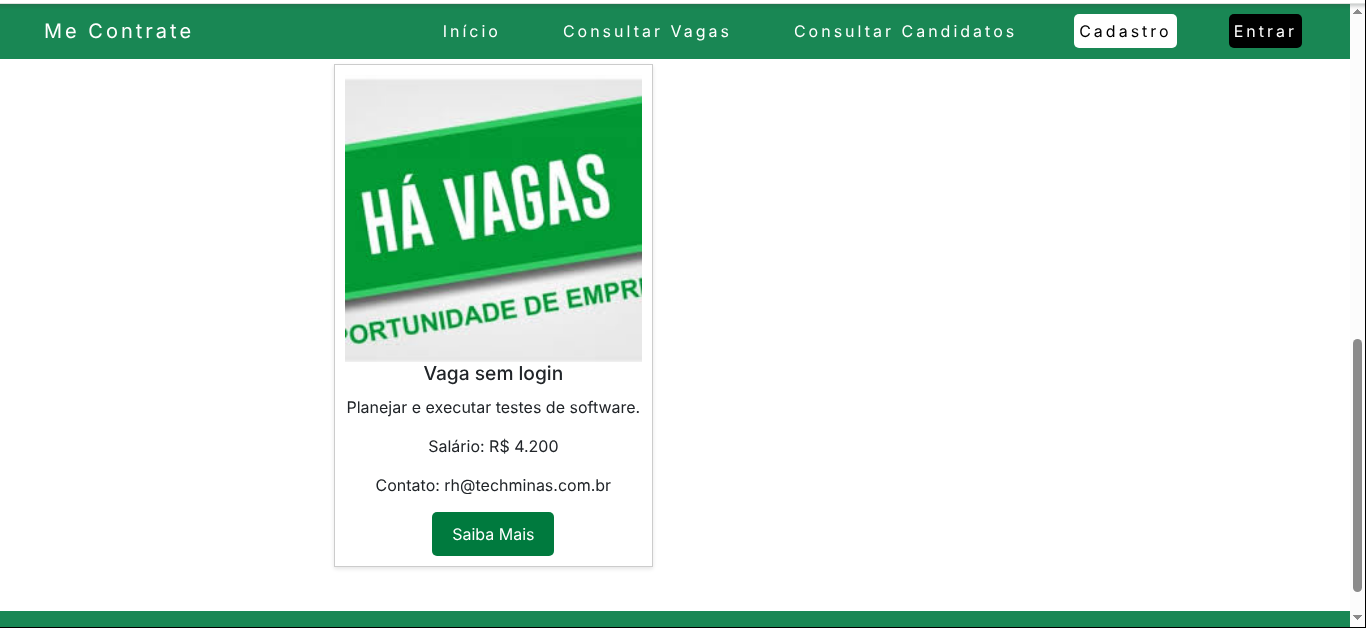 Me Contrate
Início
Consultar Vagas
Consultar Candidatos
Cadastro
Entrar
HÁ VAGAS
PORTUNIDADE DE EMPR
Vaga sem login
Planejar e executar testes de software.
Salário: R$ 4.200
Contato: rh@techminas.com.br
Saiba Mais